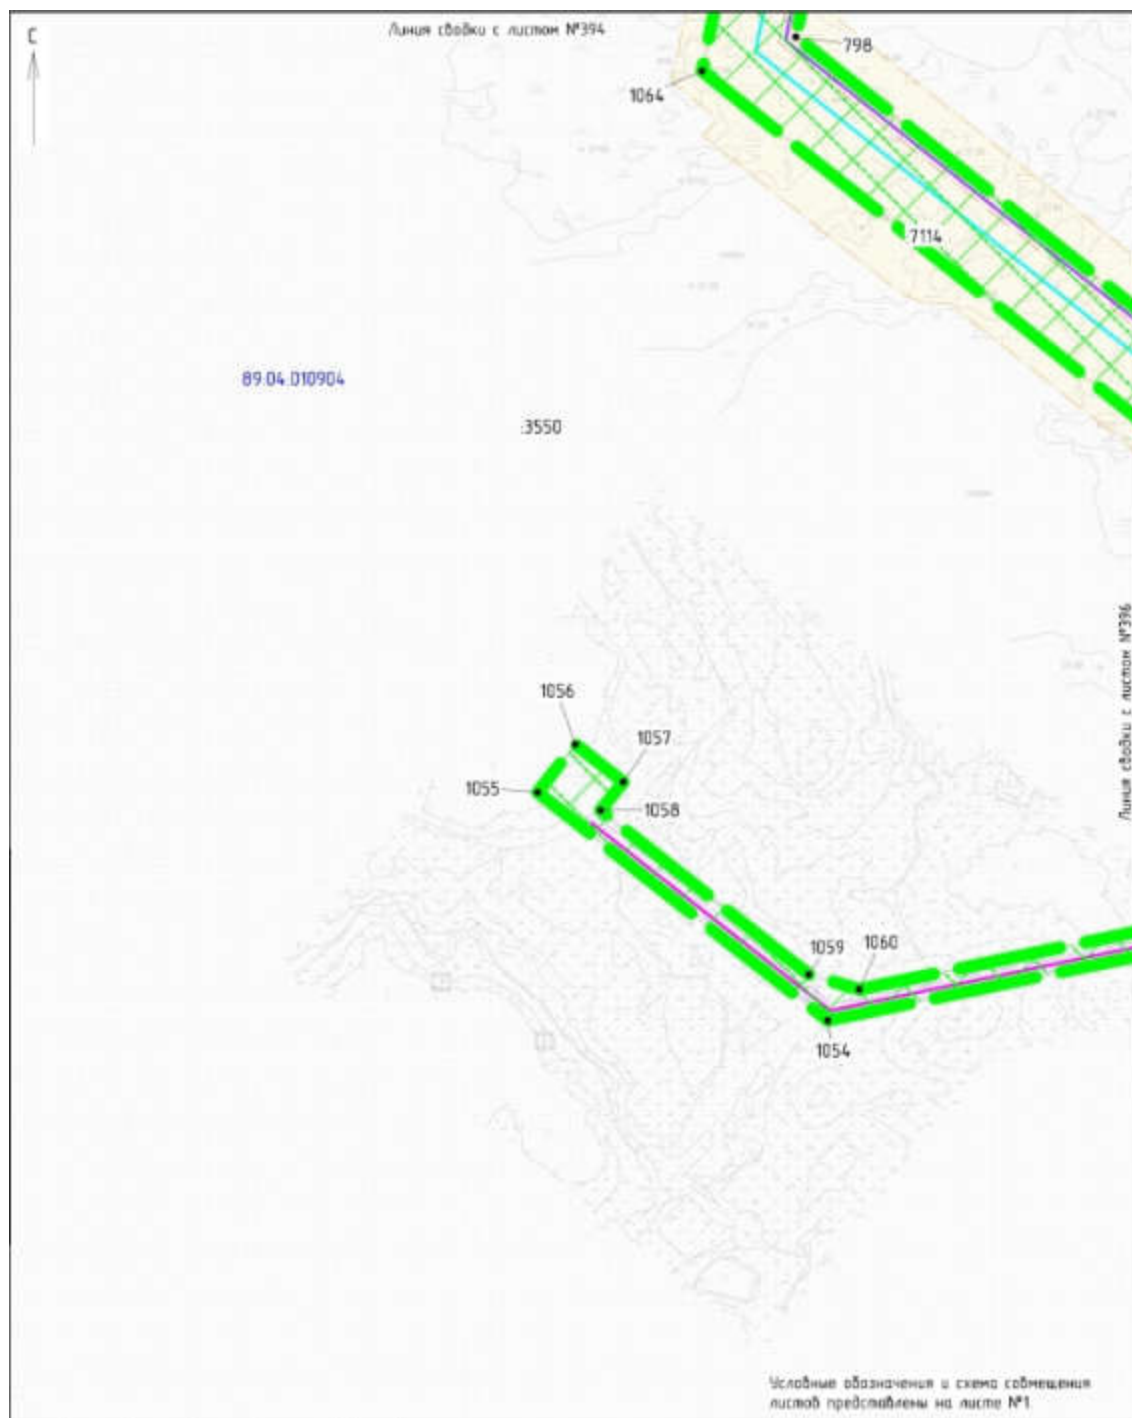 С
Линия сводки с листом №394
798
1064
7114
89:04:010904
:3550
Линия сводки с листом №396
1056
1057
1055
1058
1059
1060
1054
Условные обозначения и схема совмещения
листов представлены на листе №1